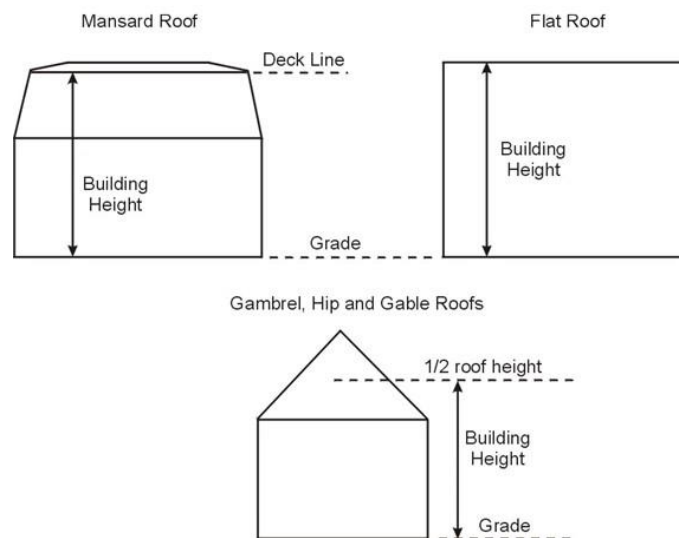 Mansard Roof
Flat Roof
Deck Line
Building
Height
Building
Height
Grade
Gambrel, Hip and Gable Roofs
1/2 roof height
Building
Height
Grade